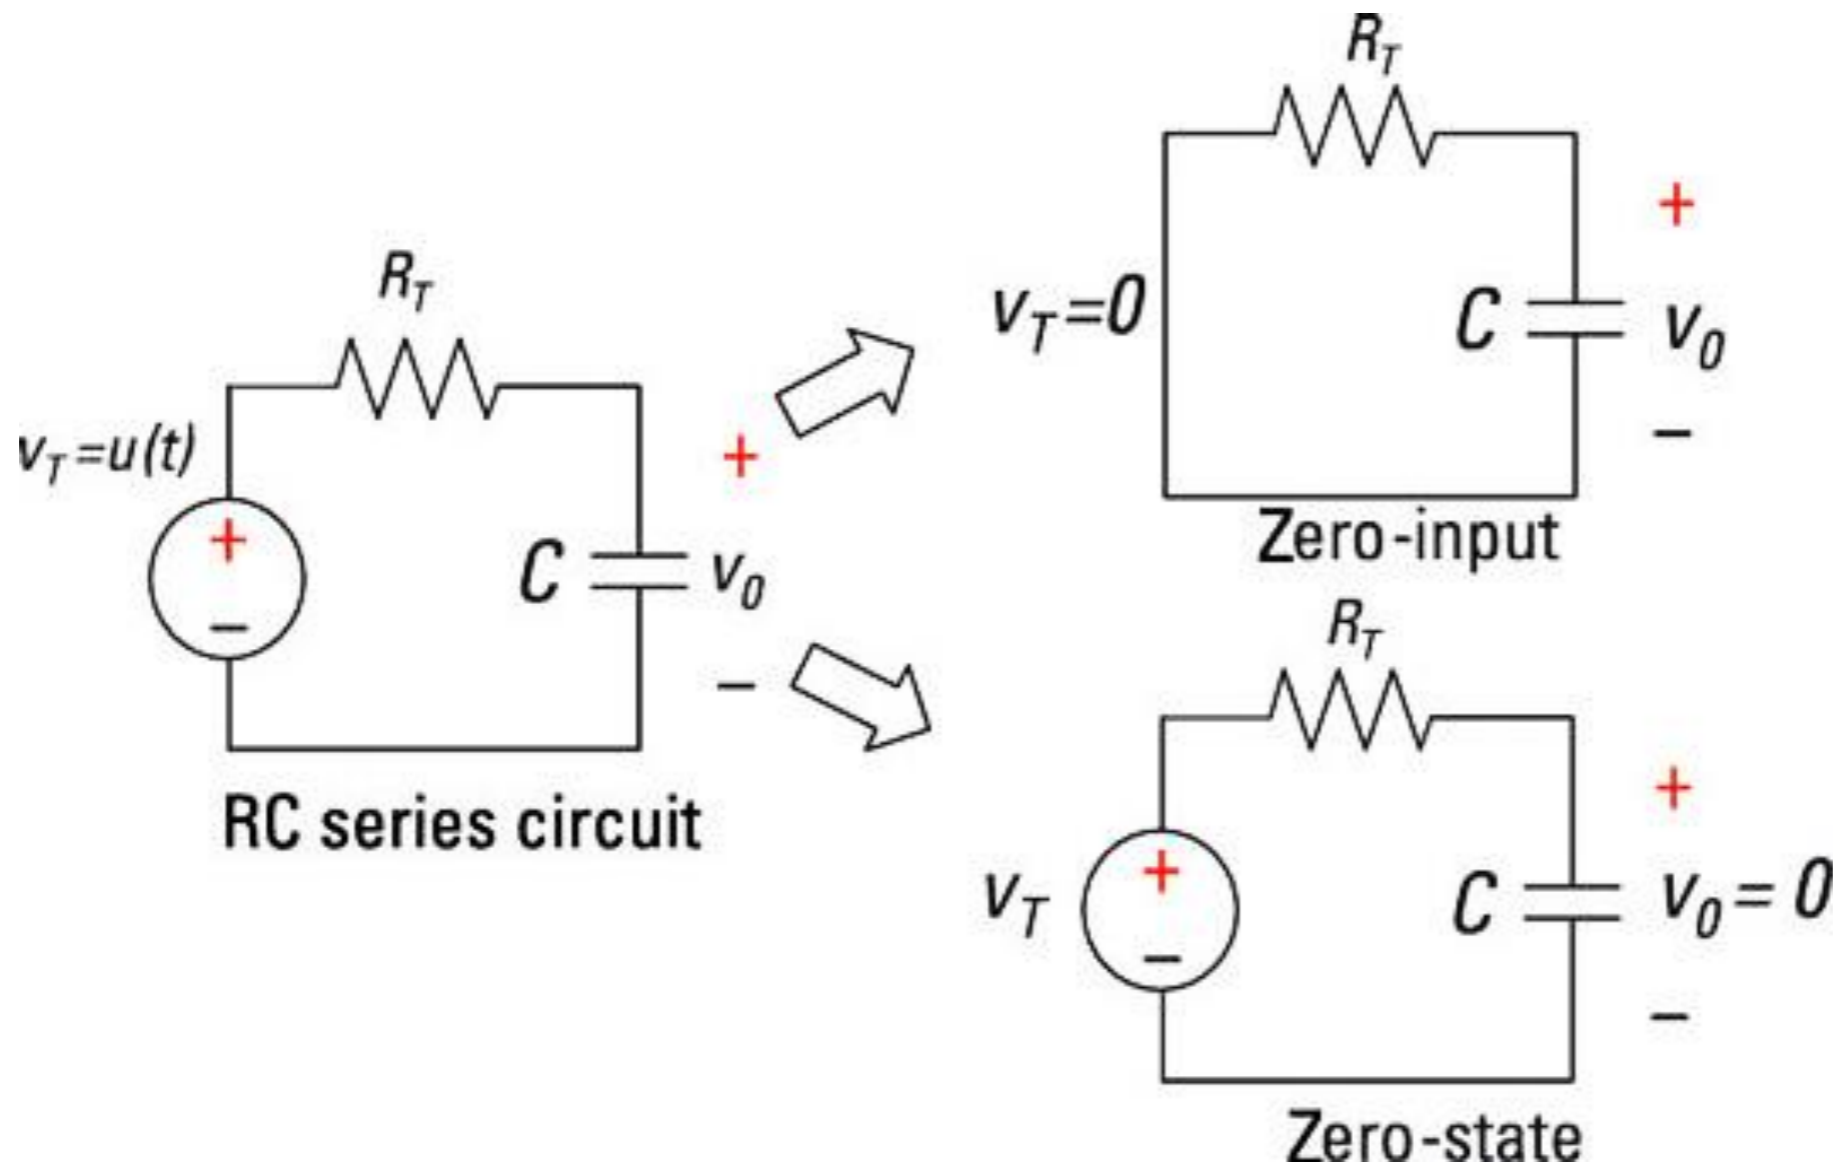 R_T
v_T=u(t)
+
−
C
+
v_0
−
RC series circuit
R_T
v_T=0
C
+
v_0
−
Zero-input
R_T
v_T
+
−
C
+
v_0= 0
−
Zero-state